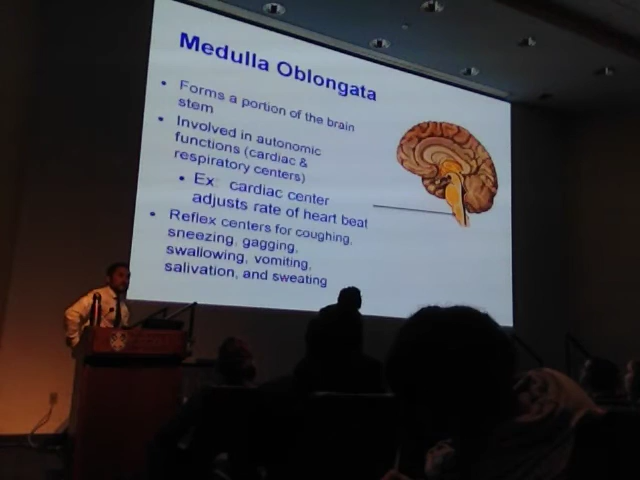 Medulla Oblongata
• Forms a portion of the brain
stem
• Involved in autonomic
functions (cardiac &
respiratory centers)
• Ex: cardiac center
adjusts rate of heart beat
• Reflex centers for coughing,
sneezing, gagging,
swallowing, vomiting,
salivation, and sweating